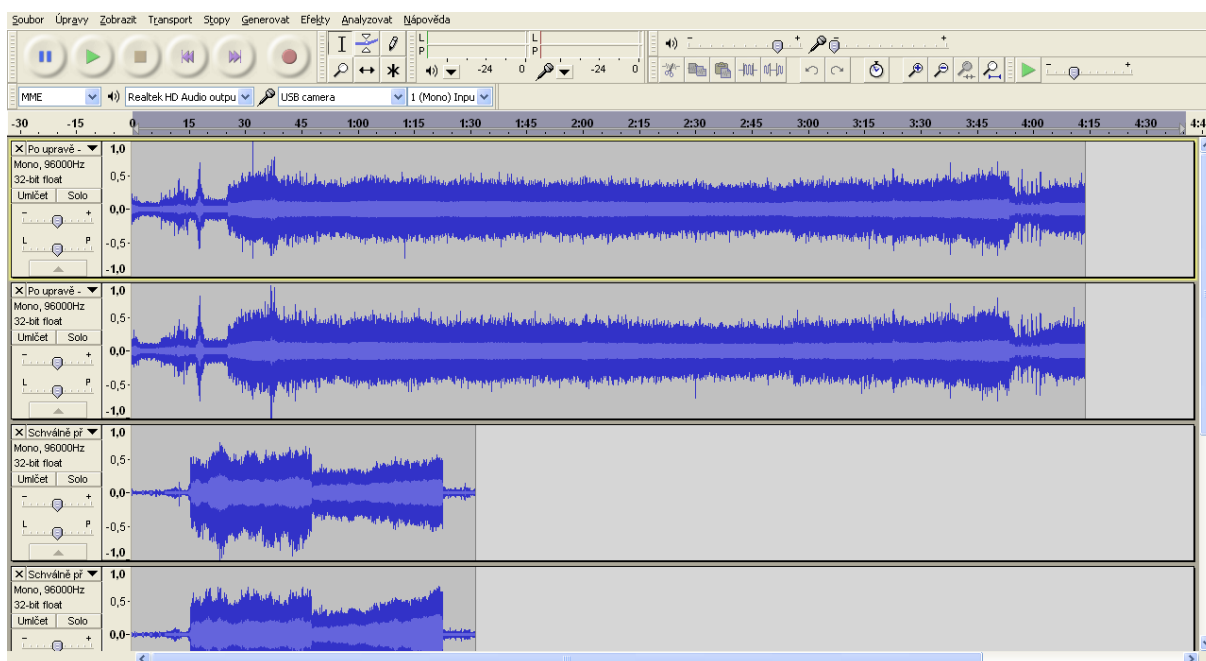 Soubor Úpravy Zobrazit Transport Stopy Generovat Efekty Analyzovat Nápověda
L
P
-24 0
L
P
-24 0
MME Realtek HD Audio outpu USB camera 1 (Mono) Inpu
-30 -15 0 15 30 45 1:00 1:15 1:30 1:45 2:00 2:15 2:30 2:45 3:00 3:15 3:30 3:45 4:00 4:15 4:30 4:4
Po upravě - 1,0
Mono, 96000Hz
32-bit float 0,5
Umlčet Solo
- + 0,0
L P -0,5
-1,0
Po upravě - 1,0
Mono, 96000Hz
32-bit float 0,5
Umlčet Solo
- + 0,0
L P -0,5
-1,0
Schválně př 1,0
Mono, 96000Hz
32-bit float 0,5
Umlčet Solo
- + 0,0
L P -0,5
-1,0
Schválně př 1,0
Mono, 96000Hz
32-bit float 0,5
Umlčet Solo
- + 0,0